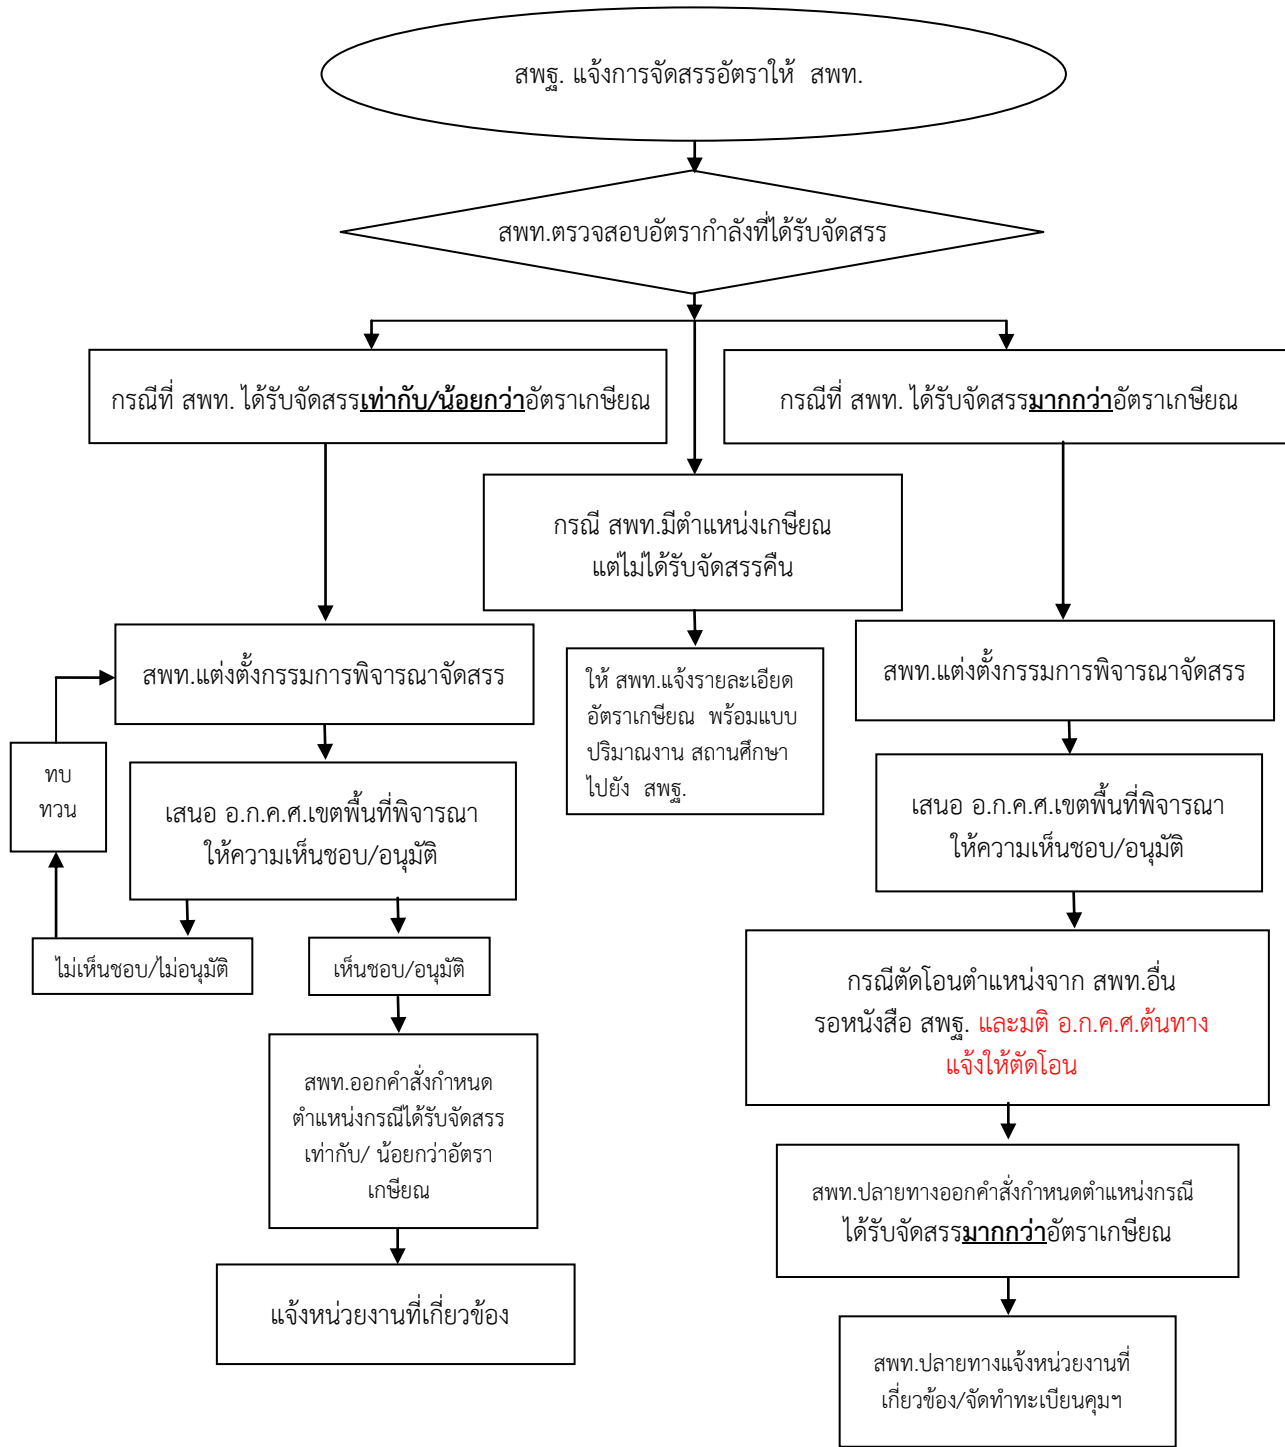 สพฐ. แจ้งการจัดสรรอัตราให้ สพท.
สพท.ตรวจสอบอัตรากำลังที่ได้รับจัดสรร
กรณีที่ สพท. ได้รับจัดสรรเท่ากับ/น้อยกว่าอัตราเกษียณ
กรณีที่ สพท. ได้รับจัดสรรมากกว่าอัตราเกษียณ
กรณี สพท.มีตำแหน่งเกษียณ
แต่ไม่ได้รับจัดสรรคืน
สพท.แต่งตั้งกรรมการพิจารณาจัดสรร
ให้ สพท.แจ้งรายละเอียด
อัตราเกษียณ พร้อมแบบ
ปริมาณงาน สถานศึกษา
ไปยัง สพฐ.
สพท.แต่งตั้งกรรมการพิจารณาจัดสรร
ทบ
ทวน
เสนอ อ.ก.ค.ศ.เขตพื้นที่พิจารณา
ให้ความเห็นชอบ/อนุมัติ
เสนอ อ.ก.ค.ศ.เขตพื้นที่พิจารณา
ให้ความเห็นชอบ/อนุมัติ
ไม่เห็นชอบ/ไม่อนุมัติ
เห็นชอบ/อนุมัติ
กรณีตัดโอนตำแหน่งจาก สพท.อื่น
รอหนังสือ สพฐ. และมติ อ.ก.ค.ศ.ต้นทาง
แจ้งให้ตัดโอน
สพท.ออกคำสั่งกำหนด
ตำแหน่งกรณีได้รับจัดสรร
เท่ากับ/ น้อยกว่าอัตรา
เกษียณ
สพท.ปลายทางออกคำสั่งกำหนดตำแหน่งกรณี
ได้รับจัดสรรมากกว่าอัตราเกษียณ
แจ้งหน่วยงานที่เกี่ยวข้อง
สพท.ปลายทางแจ้งหน่วยงานที่
เกี่ยวข้อง/จัดทำทะเบียนคุมฯ